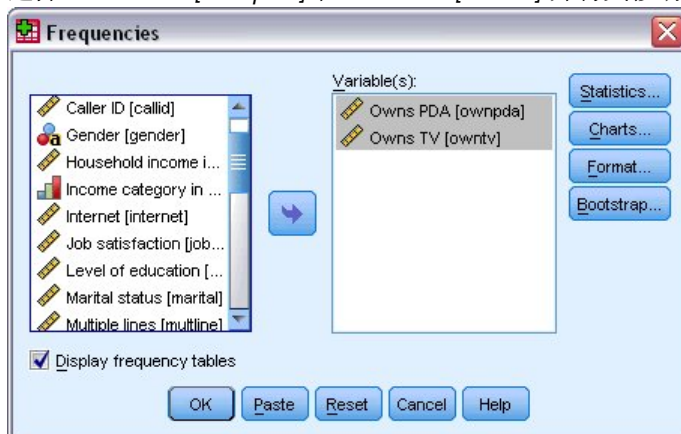 Frequencies
Variable(s):
Caller ID [callid]
Gender [gender]
Household income i...
Income category in ...
Internet [internet]
Job satisfaction [job...
Level of education [...
Marital status [marital]
Multiple lines [multline]
Owns PDA [ownpda]
Owns TV [owntv]
Statistics...
Charts...
Format...
Bootstrap...
Display frequency tables
OK
Paste
Reset
Cancel
Help